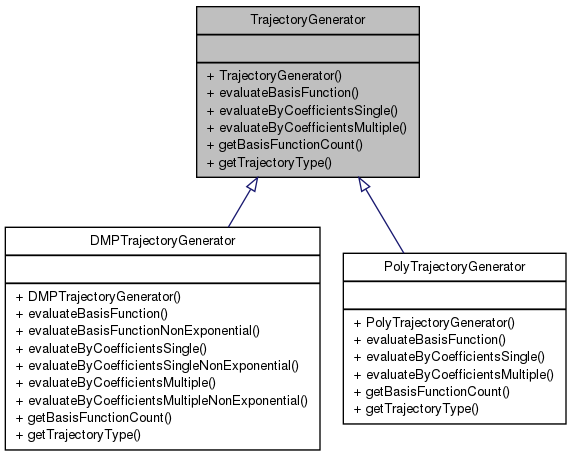 TrajectoryGenerator
+ TrajectoryGenerator()
+ evaluateBasisFunction()
+ evaluateByCoefficientsSingle()
+ evaluateByCoefficientsMultiple()
+ getBasisFunctionCount()
+ getTrajectoryType()
DMPTrajectoryGenerator
+ DMPTrajectoryGenerator()
+ evaluateBasisFunction()
+ evaluateBasisFunctionNonExponential()
+ evaluateByCoefficientsSingle()
+ evaluateByCoefficientsSingleNonExponential()
+ evaluateByCoefficientsMultiple()
+ evaluateByCoefficientsMultipleNonExponential()
+ getBasisFunctionCount()
+ getTrajectoryType()
PolyTrajectoryGenerator
+ PolyTrajectoryGenerator()
+ evaluateBasisFunction()
+ evaluateByCoefficientsSingle()
+ evaluateByCoefficientsMultiple()
+ getBasisFunctionCount()
+ getTrajectoryType()